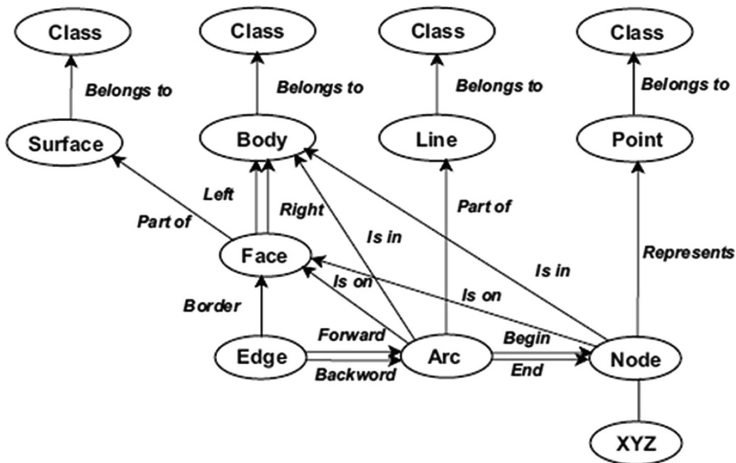 Class Class Class Class
Belongs to Belongs to Belongs to Belongs to
Surface Body Line Point
Left
Part of Right Part of
Is in
Face Is in Represents
Is on Is on
Border
Forward Begin
Edge Arc Node
Backword End
XYZ